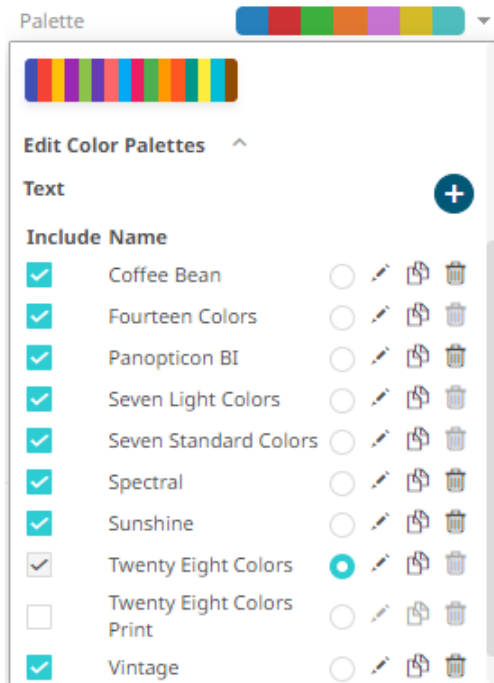 Palette
Edit Color Palettes
Text
Include Name
Coffee Bean
Fourteen Colors
Panopticon BI
Seven Light Colors
Seven Standard Colors
Spectral
Sunshine
Twenty Eight Colors
Twenty Eight Colors
Print
Vintage